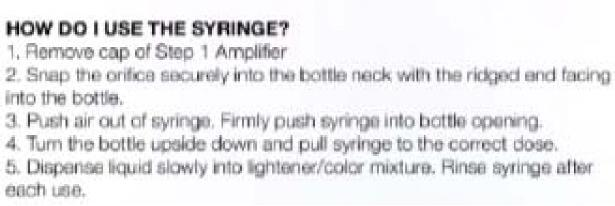 HOW DO I USE THE SYRINGE?
1. Remove cap of Step 1 Amplifier
2. Snap the orifice securely into the bottle neck with the ridged end facing
into the bottle.
3. Push air out of syringe. Firmly push syringe into bottle opening.
4. Turn the bottle upside down and pull syringe to the correct dose.
5. Dispense liquid slowly into lightener/color mixture. Rinse syringe after
each use.